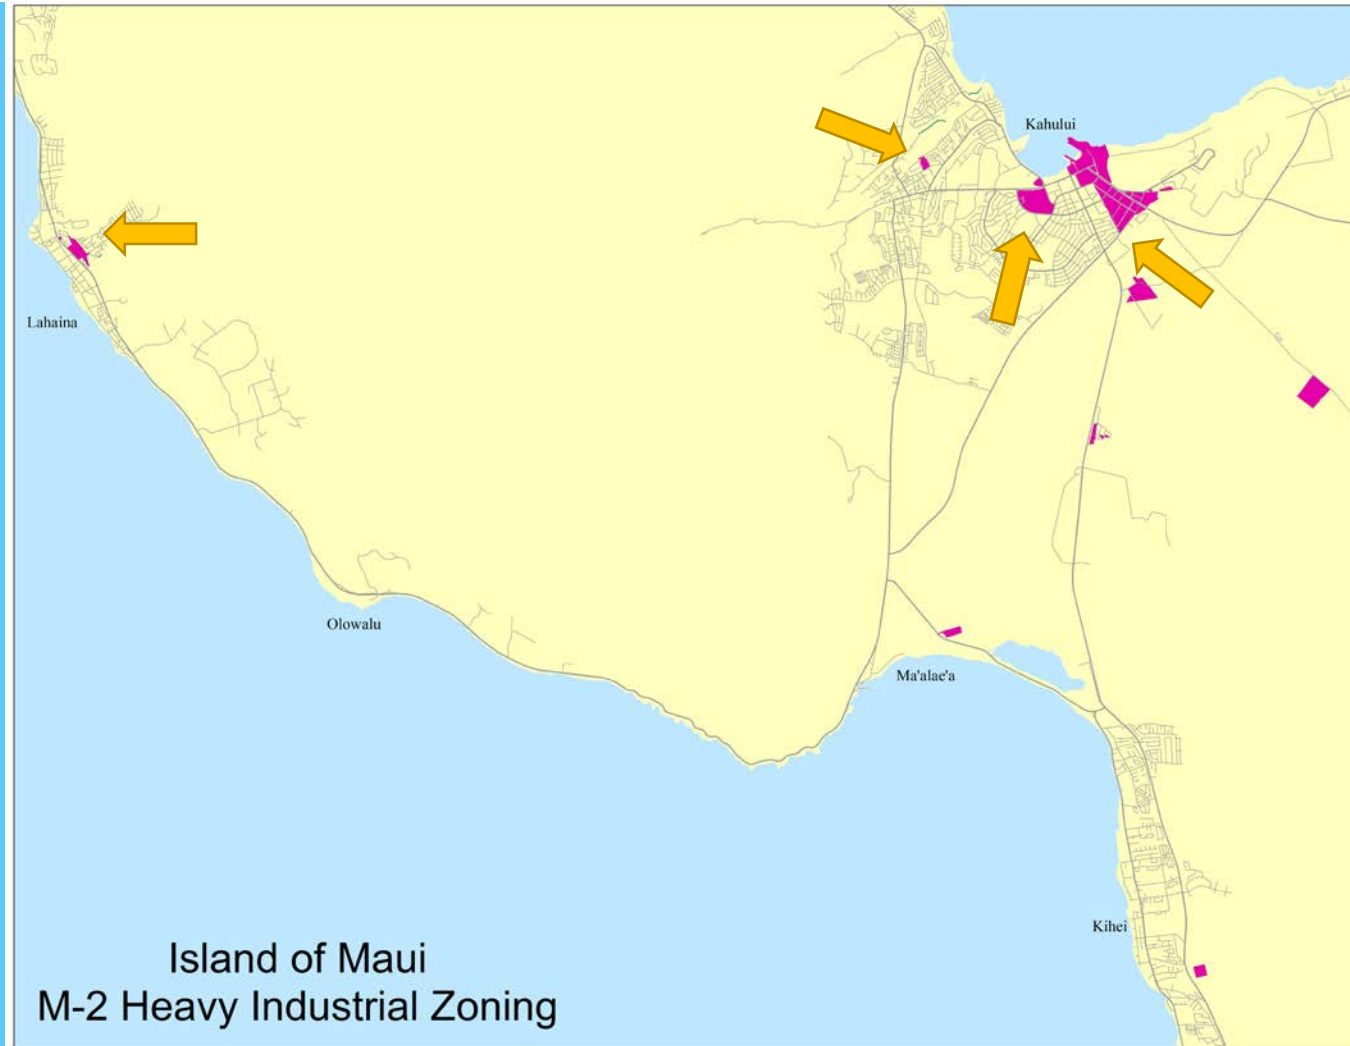 Kahului
Lahaina
Olowalu
Ma'alae'a
Kihei
Island of Maui
M-2 Heavy Industrial Zoning